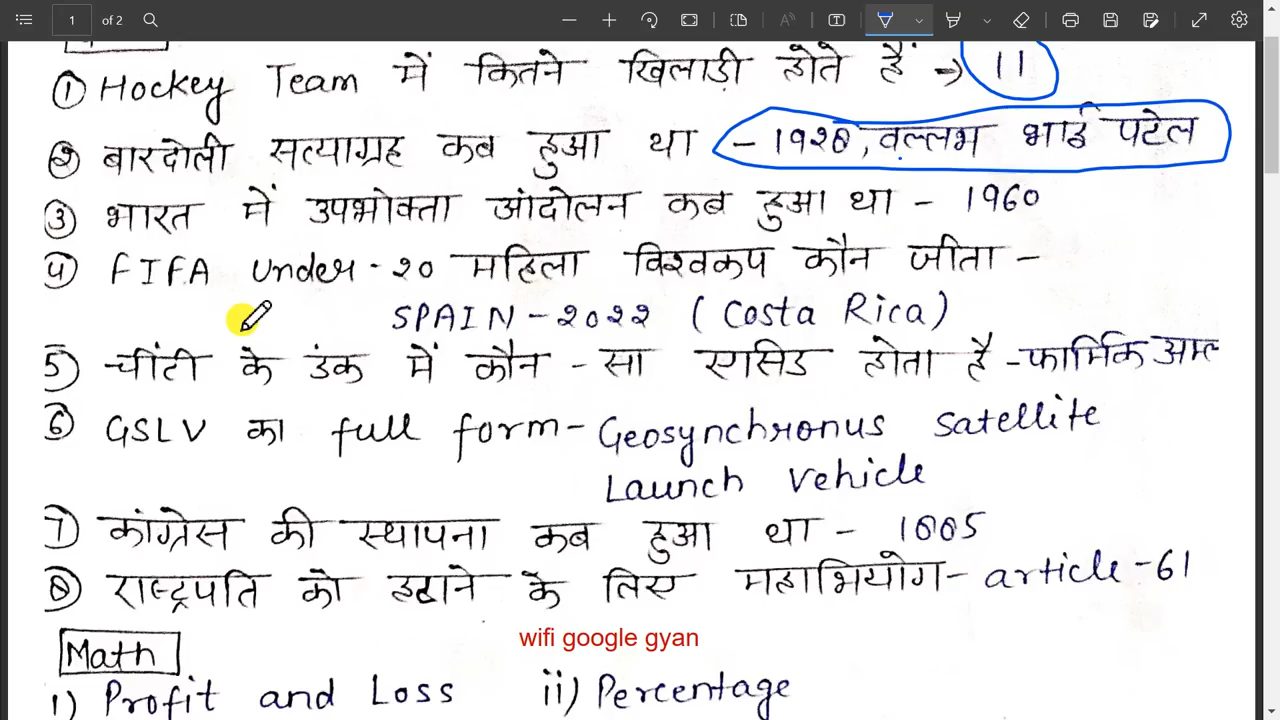 1 of 2
① Hockey Team में कितने खिलाड़ी होते हैं → 11
② बारदोली सत्याग्रह कब हुआ था - 1928, वल्लभ भाई पटेल
③ भारत में उपभोक्ता आंदोलन कब हुआ था - 1960
④ FIFA Under-20 महिला विश्वकप कौन जीता -
SPAIN - 2022 (Costa Rica)
⑤ चींटी के डंक में कौन - सा एसिड होता है - फार्मिक अम्ल
⑥ GSLV का full form - Geosynchronus Satellite
Launch Vehicle
⑦ कांग्रेस की स्थापना कब हुआ था - 1885
⑧ राष्ट्रपति को हटाने के लिए महाभियोग - article - 61
wifi google gyan
Math
i) Profit and Loss ii) Percentage